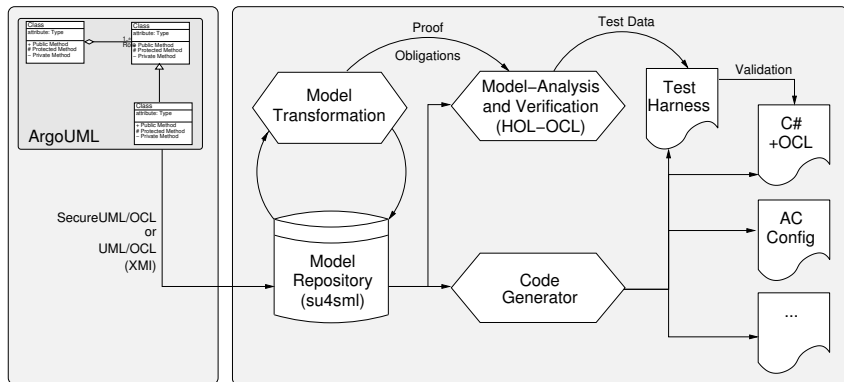 Class
attribute: Type
+ Public Method
# Protected Method
– Private Method
Class
attribute: Type
+ Public Method
# Protected Method
– Private Method
1..*
Role
Class
attribute: Type
+ Public Method
# Protected Method
– Private Method
ArgoUML
SecureUML/OCL
or
UML/OCL
(XMI)
Proof
Obligations
Test Data
Validation
Model
Transformation
Model–Analysis
and Verification
(HOL–OCL)
Test
Harness
C#
+OCL
Model
Repository
(su4sml)
Code
Generator
AC
Config
...